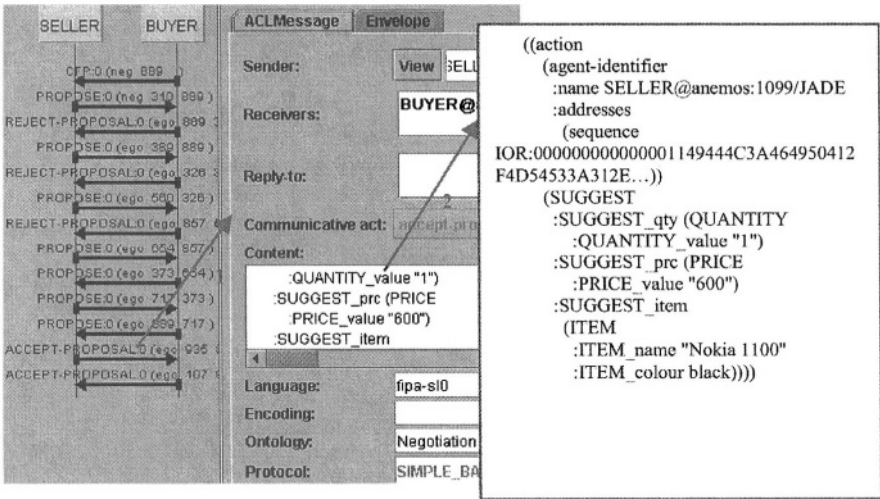 SELLER
BUYER
CFP:0 (neg 889 )
PROPOSE:0 (neg 310 889 )
REJECT-PROPOSAL:0 (ego 889 3
PROPOSE:0 (ego 389 889 )
REJECT-PROPOSAL:0 (ego 326 3
PROPOSE:0 (ego 560 326 )
REJECT-PROPOSAL:0 (ego 857
PROPOSE:0 (ego 654 857
PROPOSE:0 (ego 373 654 )
PROPOSE:0 (ego 717 373 )
PROPOSE:0 (ego 889 717 )
ACCEPT-PROPOSAL:0 (ego 935
ACCEPT-PROPOSAL:0 (ego 107
ACLMessage
Envelope
Sender:
View
SELL
Receivers:
BUYER@
Reply-to:
2
Communicative act:
accept-pro
Content:
:QUANTITY_value "1")
:SUGGEST_prc (PRICE
:PRICE_value "600")
:SUGGEST_item
Language:
fipa-sl0
Encoding:
Ontology:
Negotiation
Protocol:
SIMPLE_BA
((action
(agent-identifier
:name SELLER@anemos:1099/JADE
:addresses
(sequence
IOR:000000000000001149444C3A464950412
F4D54533A312E…))
(SUGGEST
:SUGGEST_qty (QUANTITY
:QUANTITY_value "1")
:SUGGEST_prc (PRICE
:PRICE_value "600")
:SUGGEST_item
(ITEM
:ITEM_name "Nokia 1100"
:ITEM_colour black))))